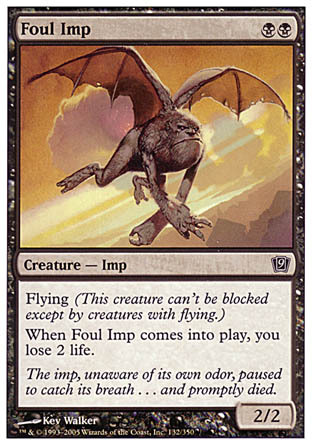 Foul Imp
Creature — Imp
9
Flying (This creature can't be blocked
except by creatures with flying.)
When Foul Imp comes into play, you
lose 2 life.
The imp, unaware of its own odor, paused
to catch its breath . . . and promptly died.
Kev Walker
2/2
™ & © 1993–2005 Wizards of the Coast, Inc. 132/350